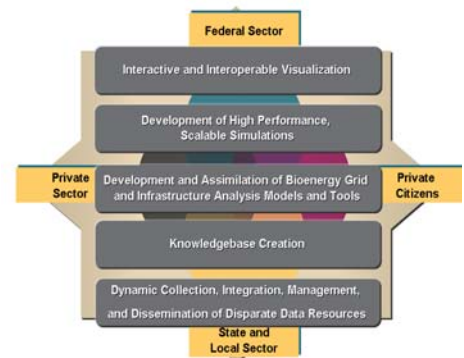 Federal Sector
Interactive and Interoperable Visualization
Development of High Performance,
Scalable Simulations
Private
Sector
Development and Assimilation of Bioenergy Grid
and Infrastructure Analysis Models and Tools
Private
Citizens
Knowledgebase Creation
Dynamic Collection, Integration, Management,
and Dissemination of Disparate Data Resources
State and
Local Sector